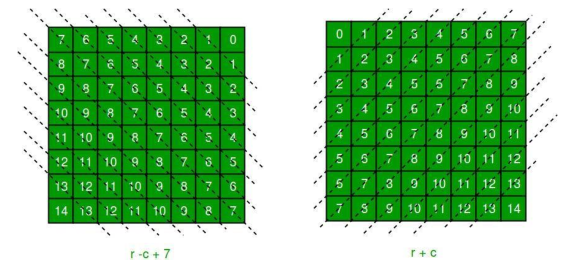 7 6 5 4 3 2 1 0
8 7 6 5 4 3 2 1
9 8 7 6 5 4 3 2
10 9 8 7 6 5 4 3
11 10 9 8 7 6 5 4
12 11 10 9 8 7 6 5
13 12 11 10 9 8 7 6
14 13 12 11 10 9 8 7
r -c + 7
0 1 2 3 4 5 6 7
1 2 3 4 5 6 7 8
2 3 4 5 6 7 8 9
3 4 5 6 7 8 9 10
4 5 6 7 8 9 10 11
5 6 7 8 9 10 11 12
6 7 8 9 10 11 12 13
7 8 9 10 11 12 13 14
r + c